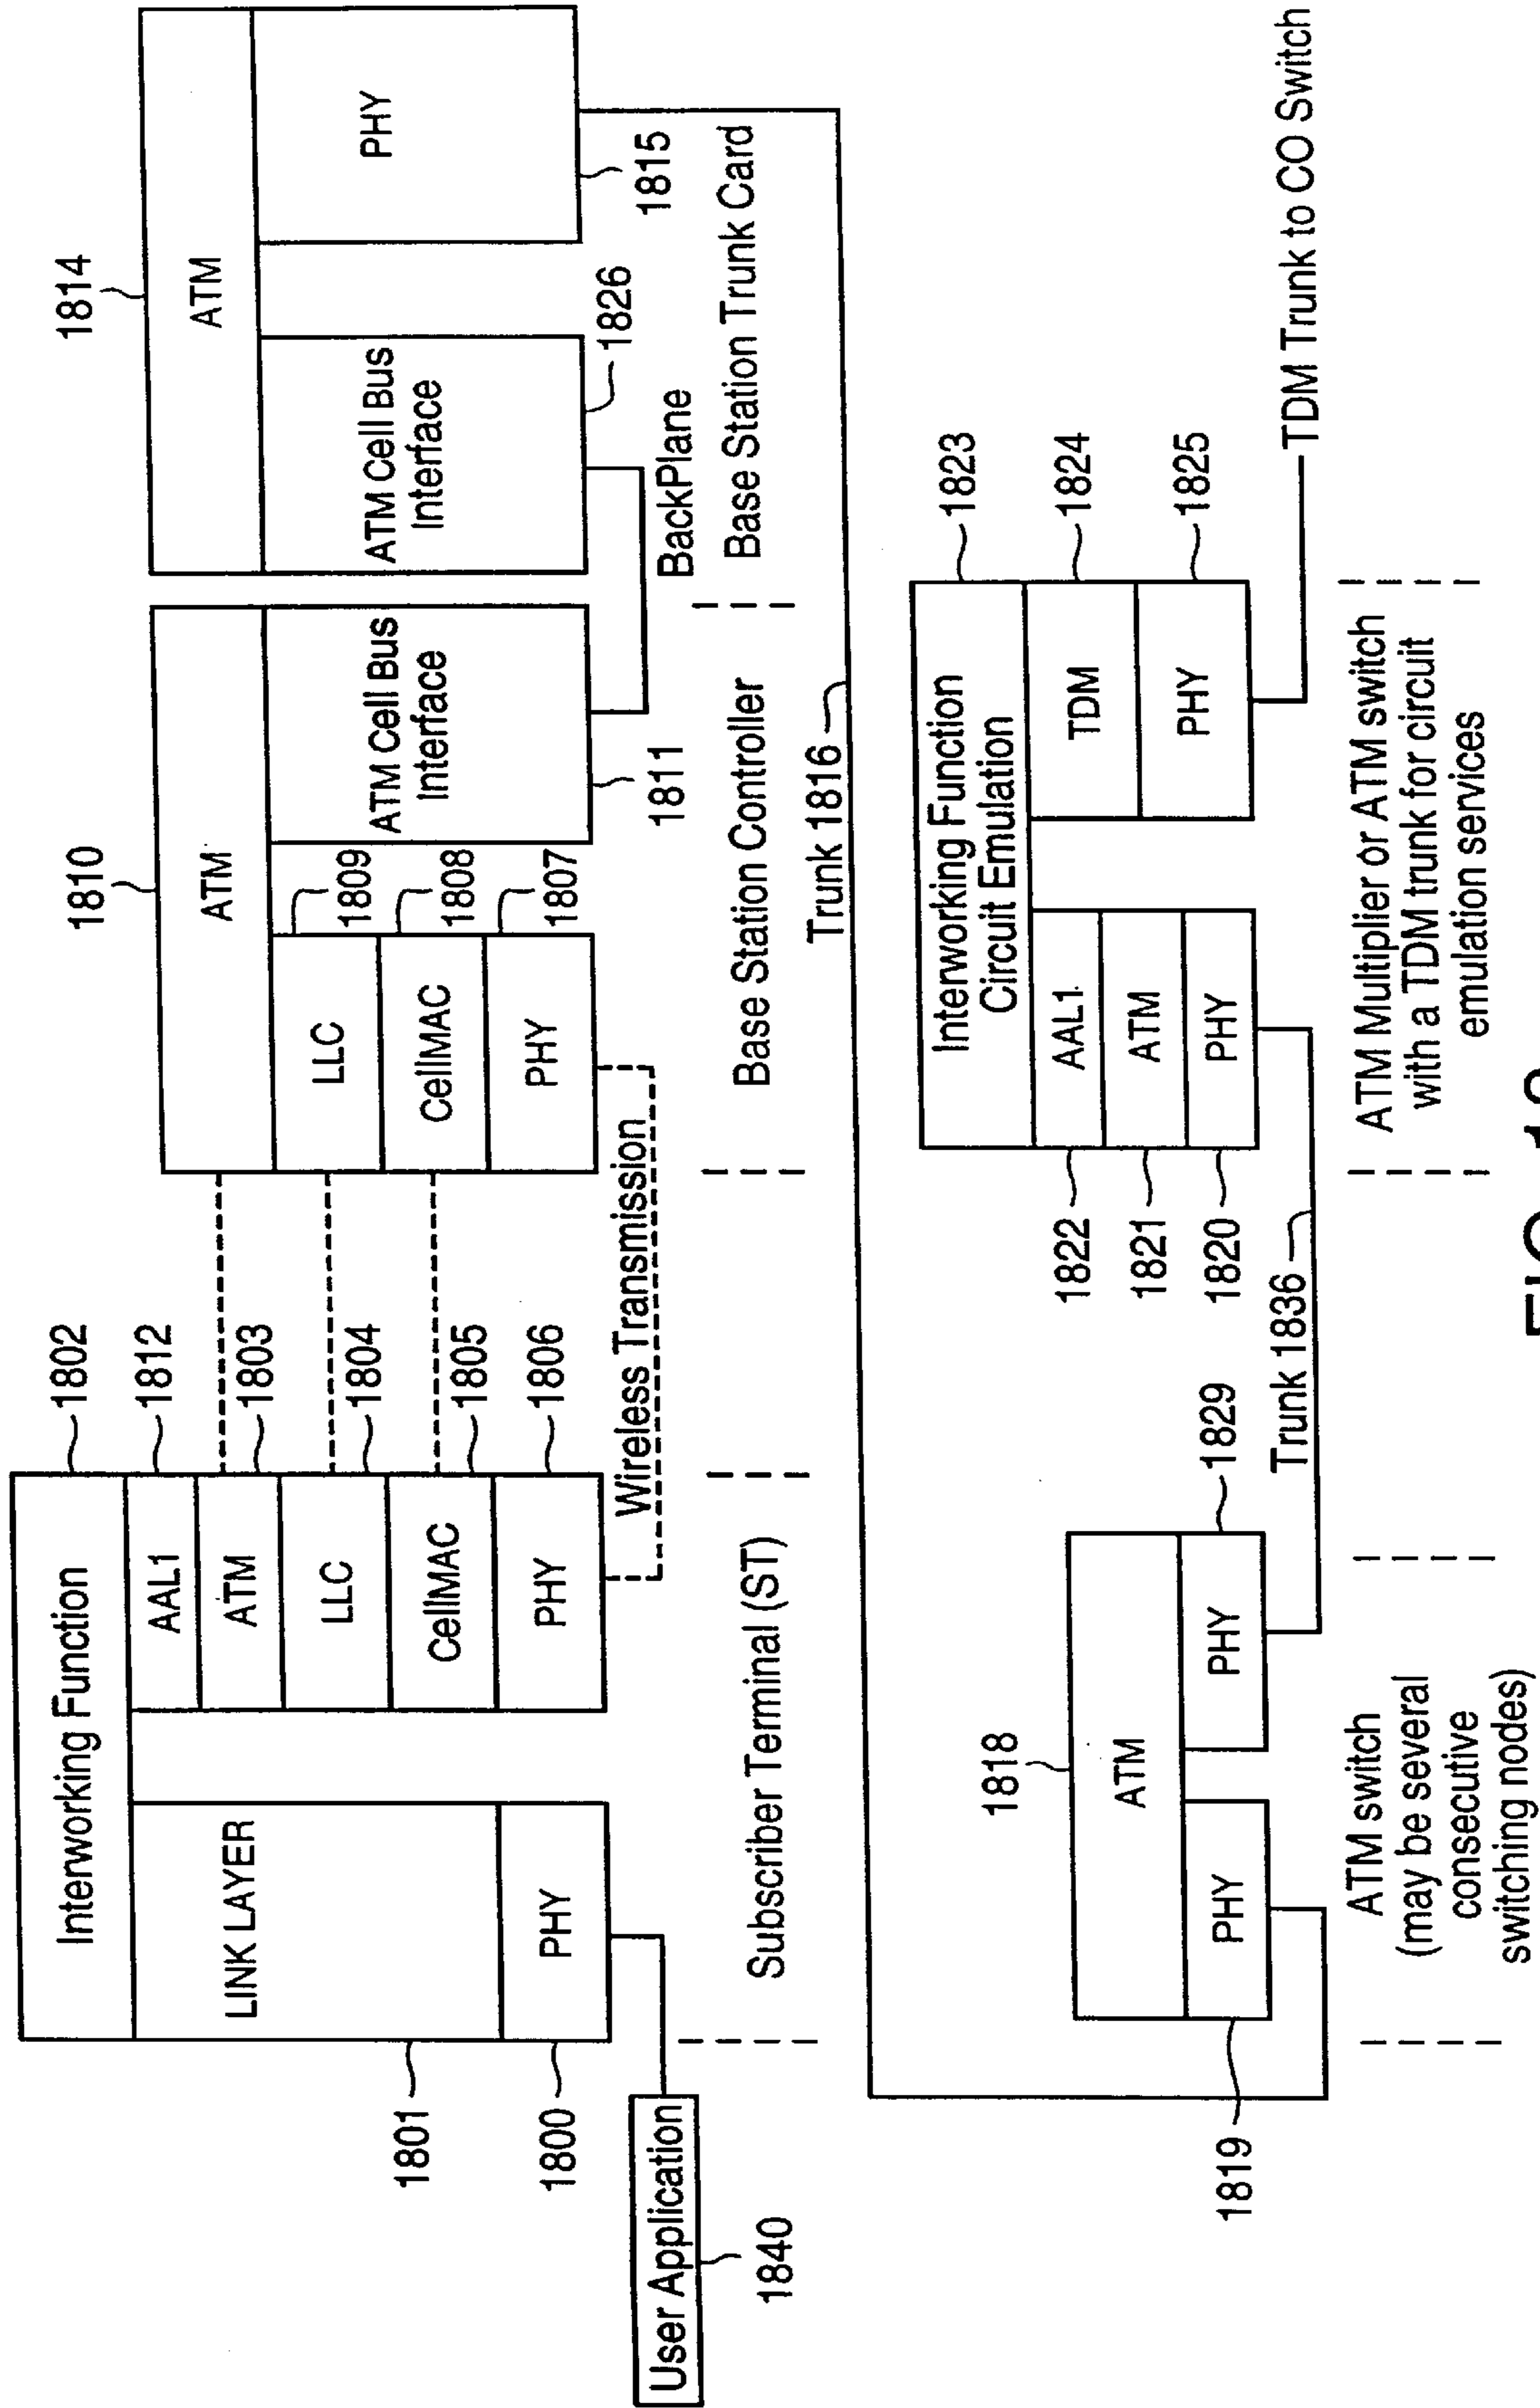 1802
Interworking Function
1812
AAL1
1803
ATM
1804
LLC
1805
CellMAC
1806
PHY
LINK LAYER
1801
PHY
1800
User Application
1840
Subscriber Terminal (ST)
Wireless Transmission
1810
ATM
LLC
1809
CellMAC
1808
PHY
1807
ATM Cell Bus
Interface
1811
Base Station Controller
1814
ATM
ATM Cell Bus
Interface
1826
PHY
1815
BackPlane
Base Station Trunk Card
Trunk 1816
1818
ATM
PHY
1819
PHY
1829
ATM switch
(may be several
consecutive
switching nodes)
Trunk 1836
Interworking Function
Circuit Emulation
1823
AAL1
1822
ATM
1821
PHY
1820
TDM
1824
PHY
1825
TDM Trunk to CO Switch
ATM Multiplier or ATM switch
with a TDM trunk for circuit
emulation services